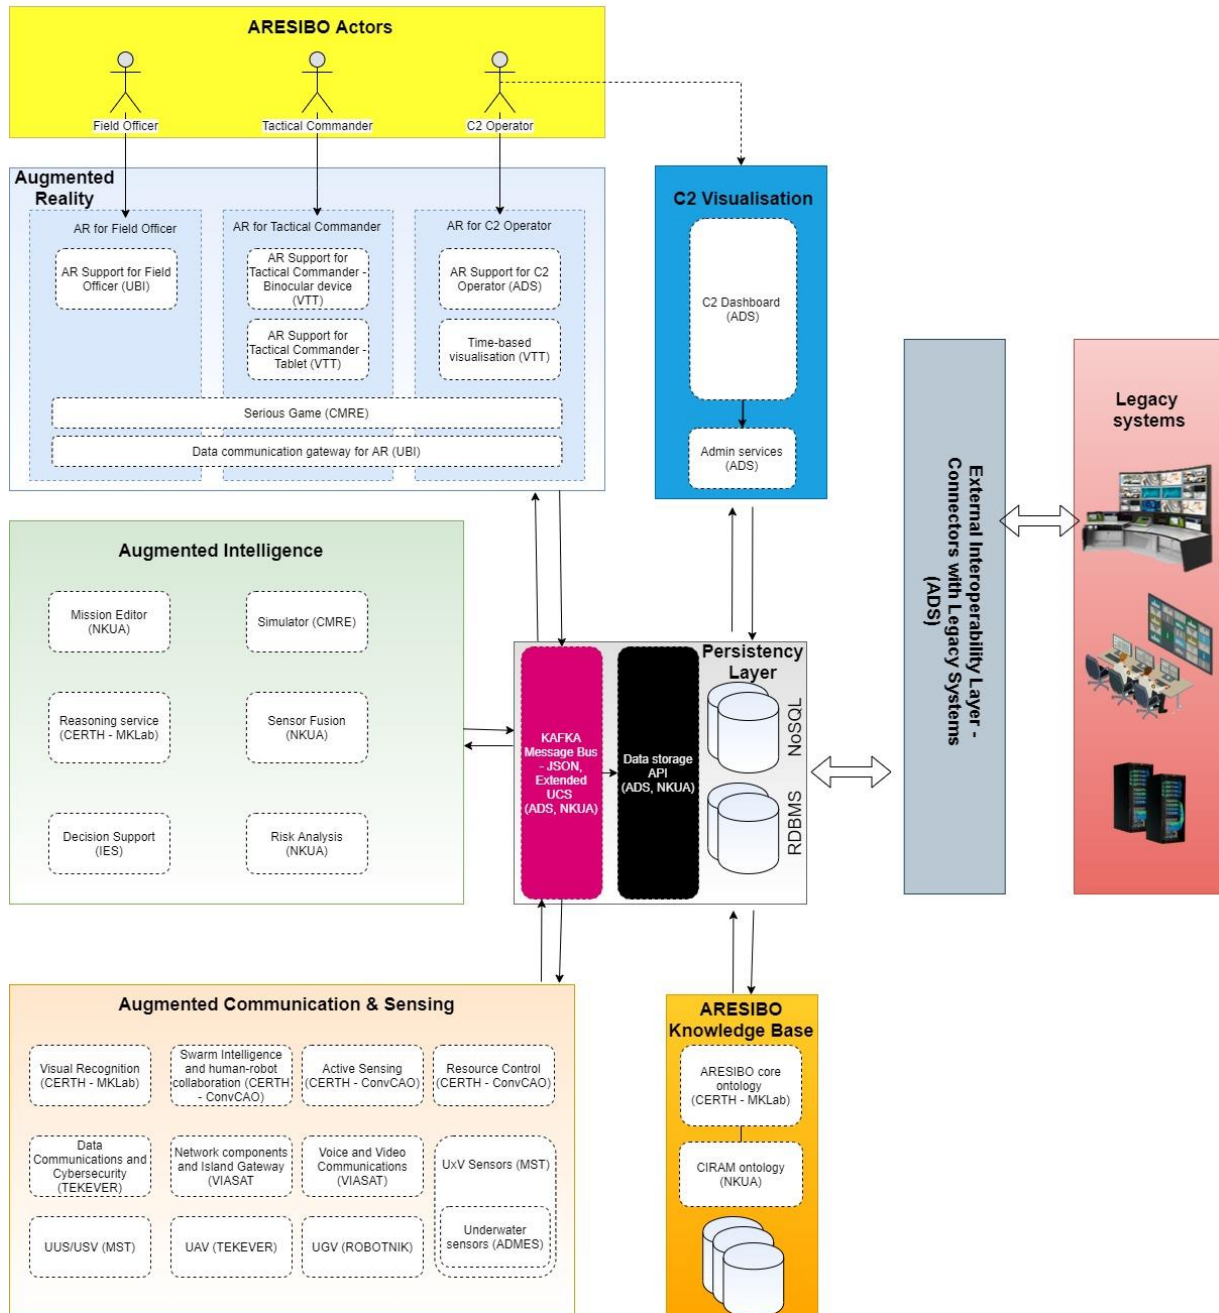 ARESIBO Actors
Field Officer
Tactical Commander
C2 Operator
Augmented
Reality
AR for Field Officer
AR for Tactical Commander
AR for C2 Operator
AR Support for Field
Officer (UBI)
AR Support for
Tactical Commander -
Binocular device
(VTT)
AR Support for C2
Operator (ADS)
AR Support for
Tactical Commander -
Tablet (VTT)
Time-based
visualisation (VTT)
Serious Game (CMRE)
Data communication gateway for AR (UBI)
C2 Visualisation
C2 Dashboard
(ADS)
Admin services
(ADS)
External Interoperability Layer -
Connectors with Legacy Systems
(ADS)
Legacy
systems
Augmented Intelligence
Mission Editor
(NKUA)
Simulator (CMRE)
Reasoning service
(CERTH - MKLab)
Sensor Fusion
(NKUA)
Decision Support
(IES)
Risk Analysis
(NKUA)
Persistency
Layer
KAFKA
Message Bus
- JSON,
Extended
UCS
(ADS, NKUA)
Data storage
API
(ADS, NKUA)
NoSQL
RDBMS
Augmented Communication & Sensing
Visual Recognition
(CERTH - MKLab)
Swarm Intelligence
and human-robot
collaboration (CERTH
- ConvCAO)
Active Sensing
(CERTH - ConvCAO)
Resource Control
(CERTH - ConvCAO)
Data
Communications and
Cybersecurity
(TEKEVER)
Network components
and Island Gateway
(VIASAT
Voice and Video
Communications
(VIASAT)
UxV Sensors (MST)
Underwater
sensors (ADMES)
UUS/USV (MST)
UAV (TEKEVER)
UGV (ROBOTNIK)
ARESIBO
Knowledge Base
ARESIBO core
ontology
(CERTH - MKLab)
CIRAM ontology
(NKUA)